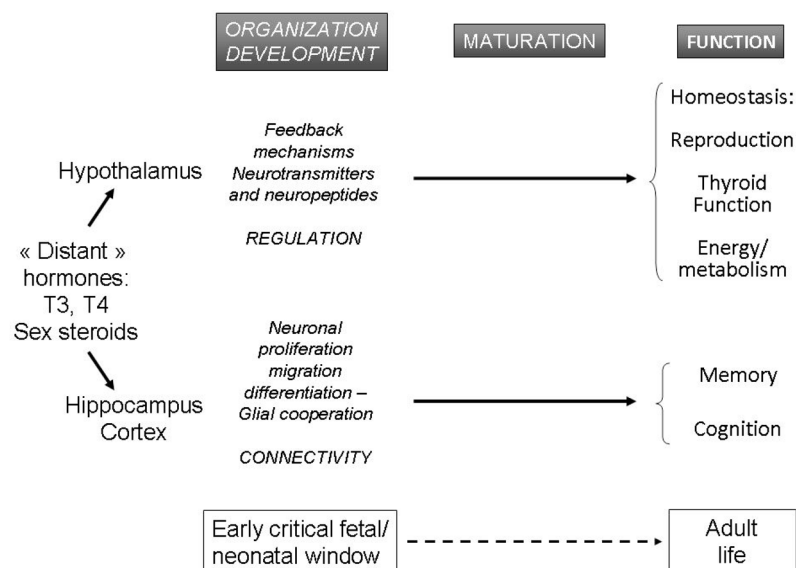 ORGANIZATION
DEVELOPMENT
MATURATION
FUNCTION
Hypothalamus
Feedback
mechanisms
Neurotransmitters
and neuropeptides
REGULATION
Homeostasis:
Reproduction
Thyroid
Function
Energy/
metabolism
« Distant »
hormones:
T3, T4
Sex steroids
Hippocampus
Cortex
Neuronal
proliferation
migration
differentiation –
Glial cooperation
CONNECTIVITY
Memory
Cognition
Early critical fetal/
neonatal window
Adult
life